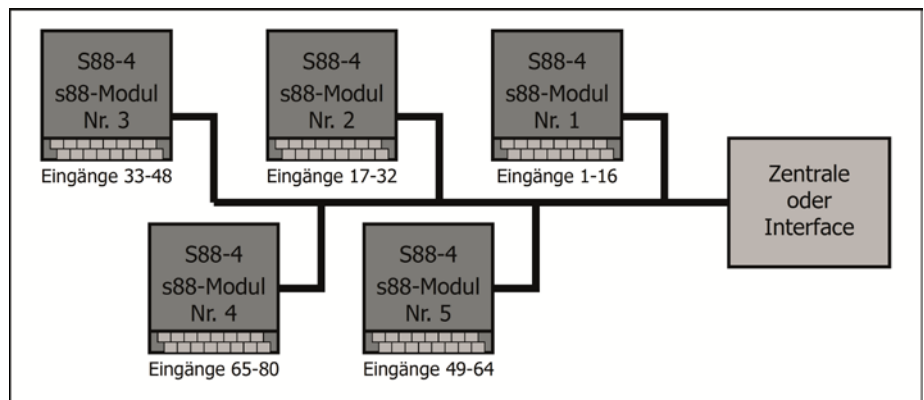 S88-4
s88-Modul
Nr. 3
Eingänge 33-48
S88-4
s88-Modul
Nr. 2
Eingänge 17-32
S88-4
s88-Modul
Nr. 1
Eingänge 1-16
Zentrale
oder
Interface
S88-4
s88-Modul
Nr. 4
Eingänge 65-80
S88-4
s88-Modul
Nr. 5
Eingänge 49-64